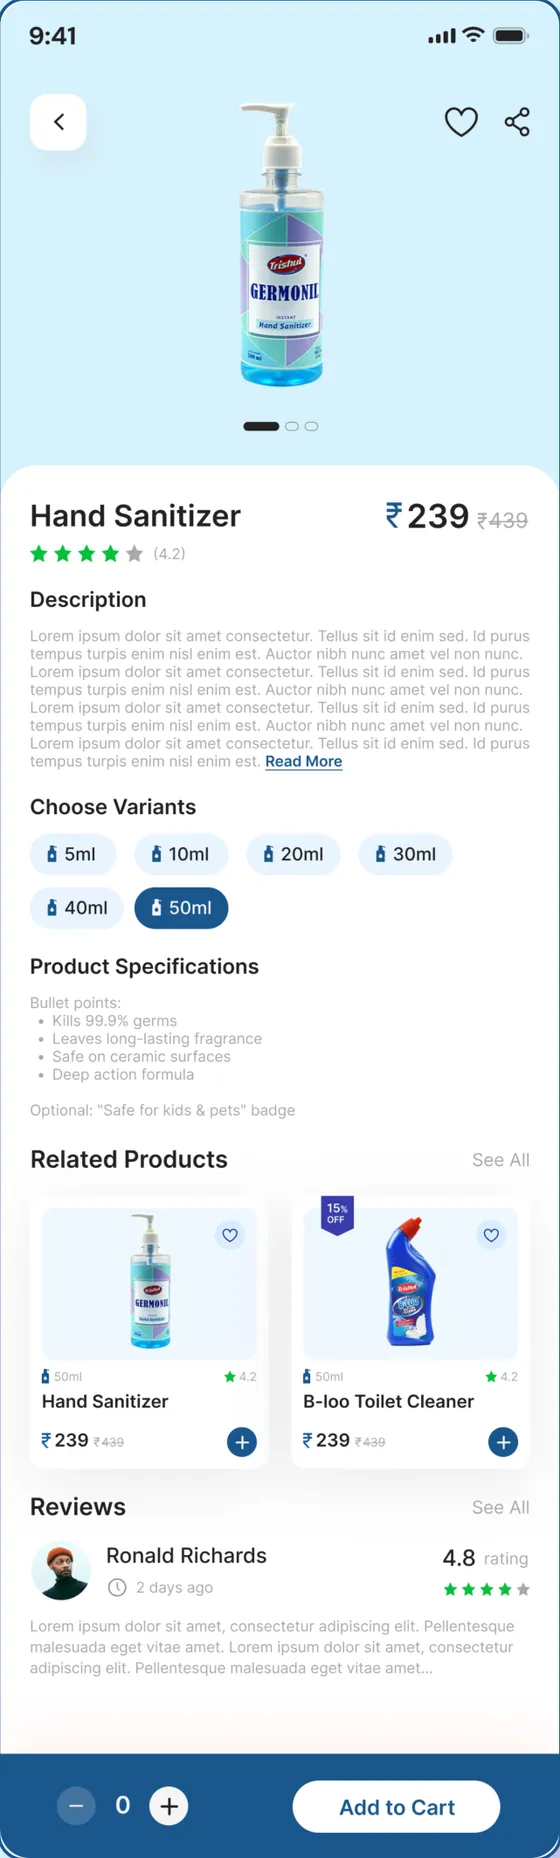 9:41
Trishul
GERMONIL
INSTANT
Hand Sanitizer
Hand Sanitizer
₹239 ₹439
(4.2)
Description
Lorem ipsum dolor sit amet consectetur. Tellus sit id enim sed. Id purus
tempus turpis enim nisl enim est. Auctor nibh nunc amet vel non nunc.
Lorem ipsum dolor sit amet consectetur. Tellus sit id enim sed. Id purus
tempus turpis enim nisl enim est. Auctor nibh nunc amet vel non nunc.
Lorem ipsum dolor sit amet consectetur. Tellus sit id enim sed. Id purus
tempus turpis enim nisl enim est. Auctor nibh nunc amet vel non nunc.
Lorem ipsum dolor sit amet consectetur. Tellus sit id enim sed. Id purus
tempus turpis enim nisl enim est. Read More
Choose Variants
5ml 10ml 20ml 30ml
40ml 50ml
Product Specifications
Bullet points:
• Kills 99.9% germs
• Leaves long-lasting fragrance
• Safe on ceramic surfaces
• Deep action formula
Optional: "Safe for kids & pets" badge
Related Products See All
Trishul
GERMONIL
Hand Sanitizer
15%
OFF
Trishul
50ml 4.2
Hand Sanitizer
₹239 ₹439
50ml 4.2
B-loo Toilet Cleaner
₹239 ₹439
Reviews See All
Ronald Richards
2 days ago
4.8 rating
Lorem ipsum dolor sit amet, consectetur adipiscing elit. Pellentesque
malesuada eget vitae amet. Lorem ipsum dolor sit amet, consectetur
adipiscing elit. Pellentesque malesuada eget vitae amet...
0
Add to Cart